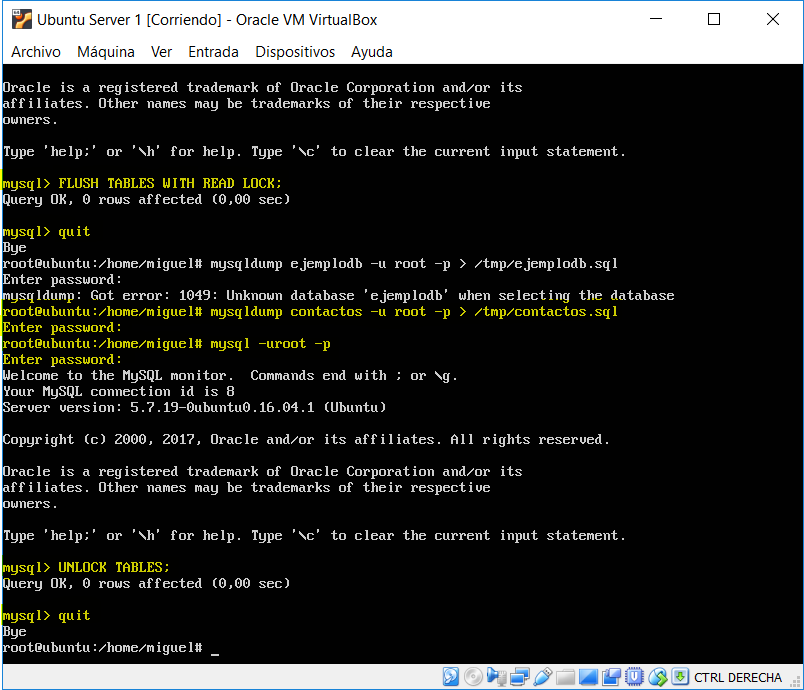 Ubuntu Server 1 [Corriendo] - Oracle VM VirtualBox
Archivo Máquina Ver Entrada Dispositivos Ayuda
Oracle is a registered trademark of Oracle Corporation and/or its
affiliates. Other names may be trademarks of their respective
owners.
Type 'help;' or '\h' for help. Type '\c' to clear the current input statement.
mysql> FLUSH TABLES WITH READ LOCK;
Query OK, 0 rows affected (0,00 sec)
mysql> quit
Bye
root@ubuntu:/home/miguel# mysqldump ejemplodb -u root -p > /tmp/ejemplodb.sql
Enter password:
mysqldump: Got error: 1049: Unknown database 'ejemplodb' when selecting the database
root@ubuntu:/home/miguel# mysqldump contactos -u root -p > /tmp/contactos.sql
Enter password:
root@ubuntu:/home/miguel# mysql -uroot -p
Enter password:
Welcome to the MySQL monitor.  Commands end with ; or \g.
Your MySQL connection id is 8
Server version: 5.7.19-0ubuntu0.16.04.1 (Ubuntu)
Copyright (c) 2000, 2017, Oracle and/or its affiliates. All rights reserved.
Oracle is a registered trademark of Oracle Corporation and/or its
affiliates. Other names may be trademarks of their respective
owners.
Type 'help;' or '\h' for help. Type '\c' to clear the current input statement.
mysql> UNLOCK TABLES;
Query OK, 0 rows affected (0,00 sec)
mysql> quit
Bye
root@ubuntu:/home/miguel# _
CTRL DERECHA